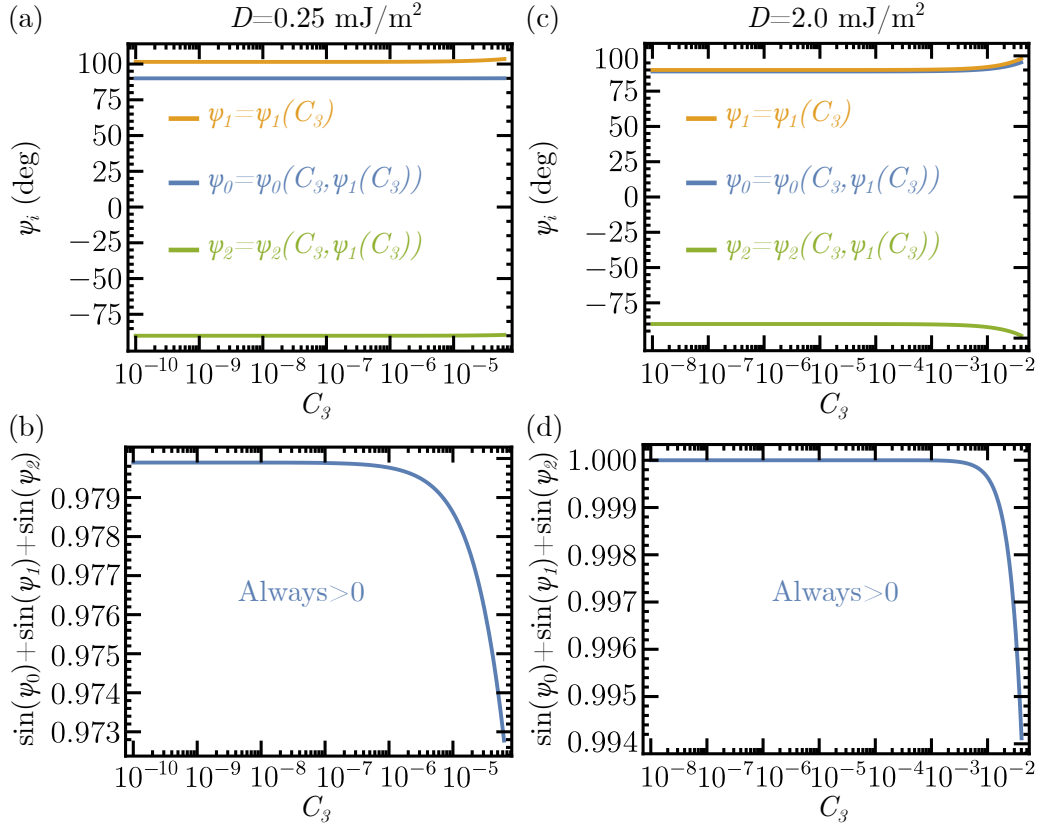 (a)
D=0.25 mJ/m²
100
75
50
25
0
−25
−50
−75
ψᵢ (deg)
ψ₁=ψ₁(C₃)
ψ₀=ψ₀(C₃,ψ₁(C₃))
ψ₂=ψ₂(C₃,ψ₁(C₃))
10⁻¹⁰ 10⁻⁹ 10⁻⁸ 10⁻⁷ 10⁻⁶ 10⁻⁵
C₃
(c)
D=2.0 mJ/m²
100
75
50
25
0
−25
−50
−75
ψᵢ (deg)
ψ₁=ψ₁(C₃)
ψ₀=ψ₀(C₃,ψ₁(C₃))
ψ₂=ψ₂(C₃,ψ₁(C₃))
10⁻⁸ 10⁻⁷ 10⁻⁶ 10⁻⁵ 10⁻⁴ 10⁻³ 10⁻²
C₃
(b)
0.979
0.978
0.977
0.976
0.975
0.974
0.973
sin(ψ₀)+sin(ψ₁)+sin(ψ₂)
Always>0
10⁻¹⁰ 10⁻⁹ 10⁻⁸ 10⁻⁷ 10⁻⁶ 10⁻⁵
C₃
(d)
1.000
0.999
0.998
0.997
0.996
0.995
0.994
sin(ψ₀)+sin(ψ₁)+sin(ψ₂)
Always>0
10⁻⁸ 10⁻⁷ 10⁻⁶ 10⁻⁵ 10⁻⁴ 10⁻³ 10⁻²
C₃